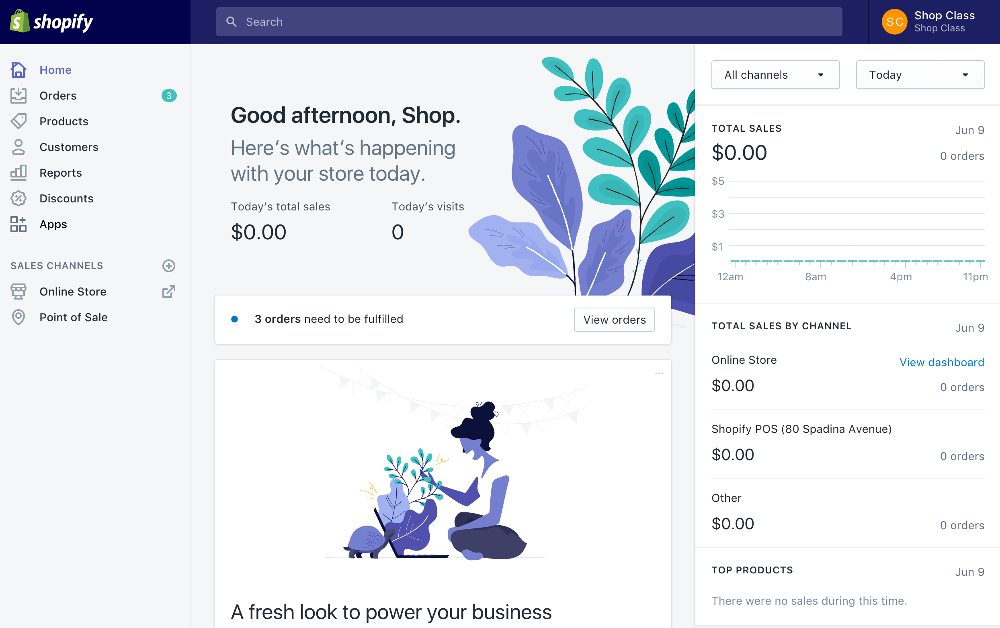 shopify
Search
SC
Shop Class
Shop Class
Home
Orders
3
Products
Customers
Reports
Discounts
Apps
SALES CHANNELS
Online Store
Point of Sale
Good afternoon, Shop.
Here’s what’s happening
with your store today.
Today’s total sales
Today’s visits
$0.00
0
3 orders need to be fulfilled
View orders
A fresh look to power your business
All channels
Today
TOTAL SALES
Jun 9
$0.00
0 orders
$5
$3
$1
12am
8am
4pm
11pm
TOTAL SALES BY CHANNEL
Jun 9
Online Store
View dashboard
$0.00
0 orders
Shopify POS (80 Spadina Avenue)
$0.00
0 orders
Other
$0.00
0 orders
TOP PRODUCTS
Jun 9
There were no sales during this time.